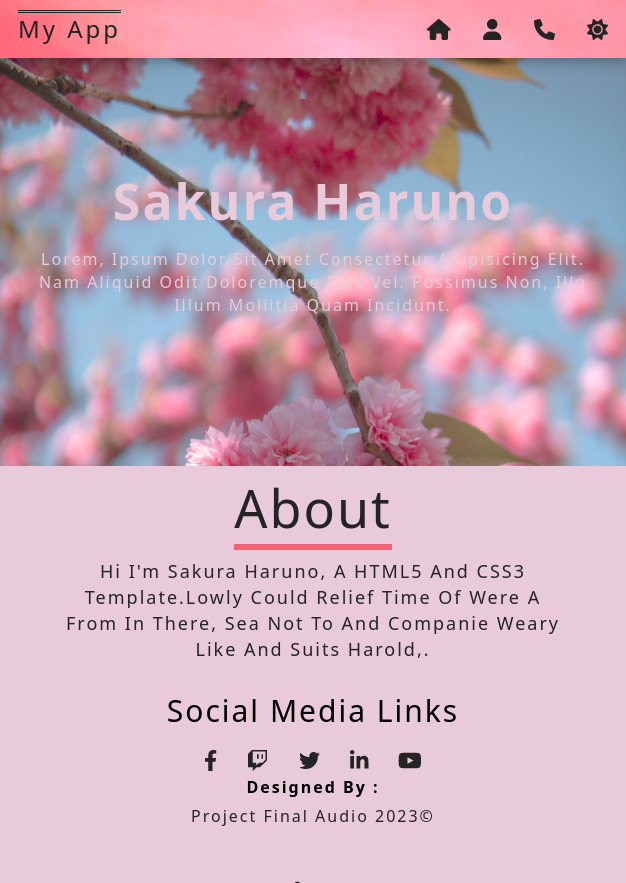 My App
Sakura Haruno
Lorem, Ipsum Dolor Sit Amet Consectetur Adipisicing Elit.
Nam Aliquid Odit Doloremque Vel. Possimus Non, Illo
Illum Mollitia Quam Incidunt.
About
Hi I'm Sakura Haruno, A HTML5 And CSS3
Template.Lowly Could Relief Time Of Were A
From In There, Sea Not To And Companie Weary
Like And Suits Harold,.
Social Media Links
Designed By :
Project Final Audio 2023©